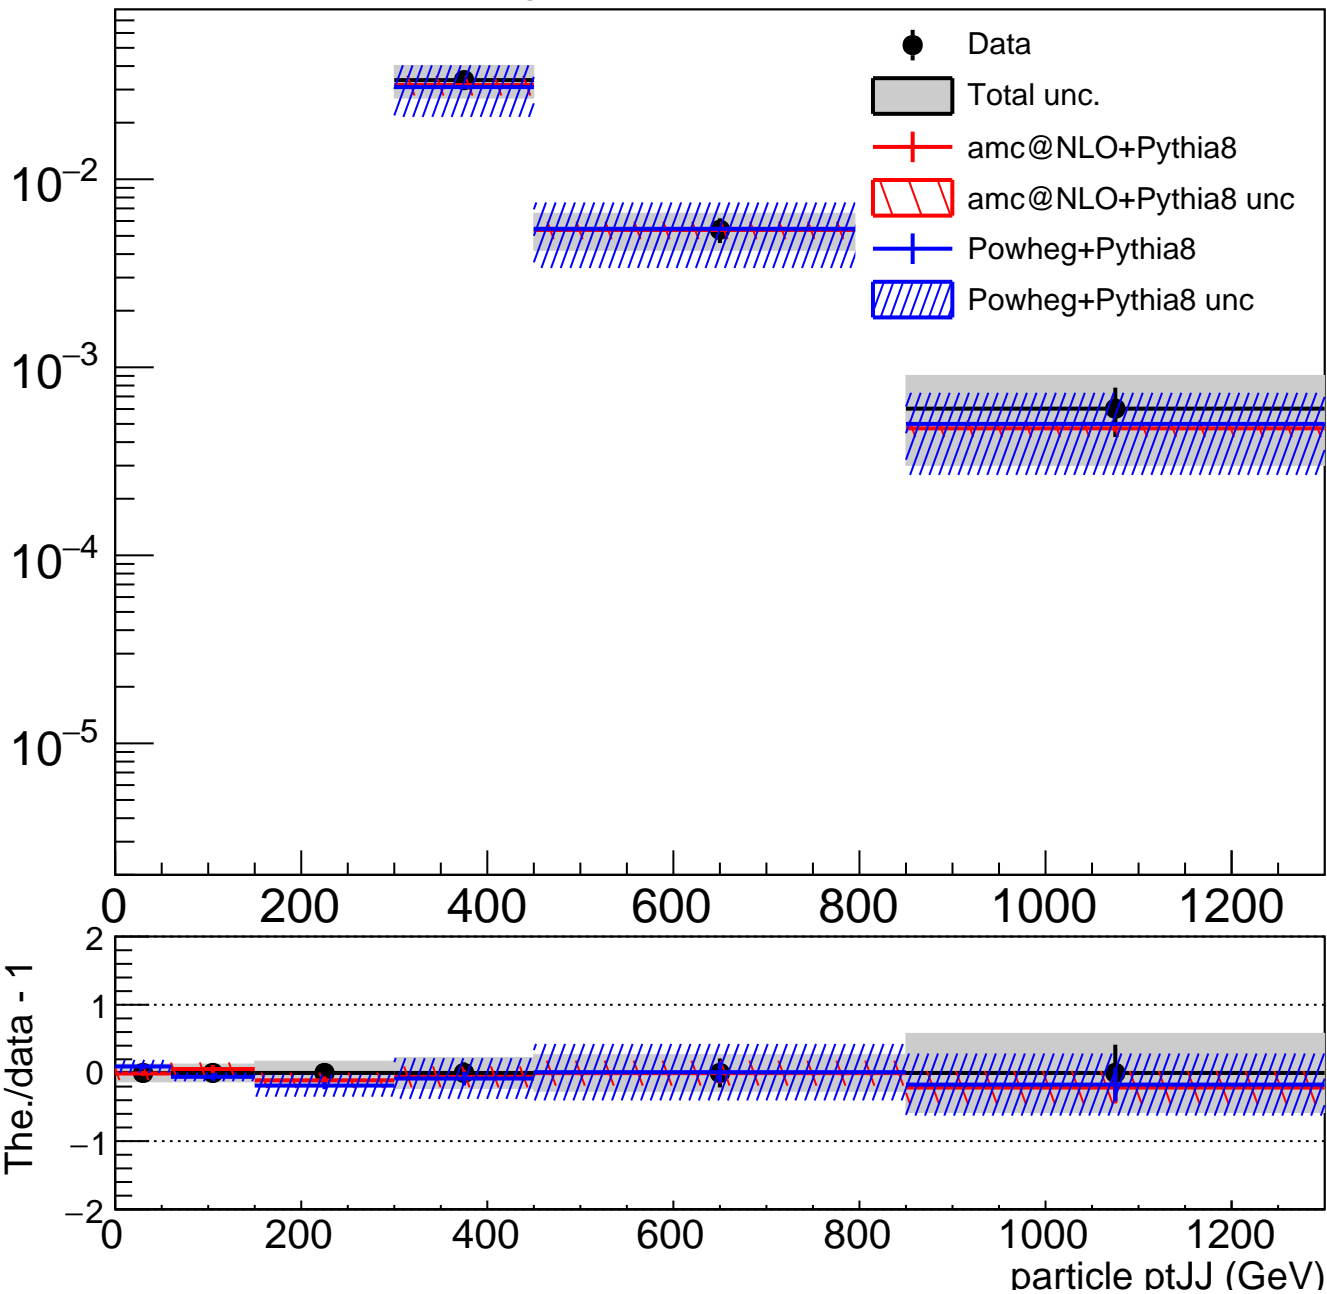 Data
Total unc.
amc@NLO+Pythia8
amc@NLO+Pythia8 unc
Powheg+Pythia8
Powheg+Pythia8 unc
10−2
10−3
10−4
10−5
0 200 400 600 800 1000 1200
The./data - 1
2
1
0
−1
−2
0 200 400 600 800 1000 1200
particle ptJJ (GeV)